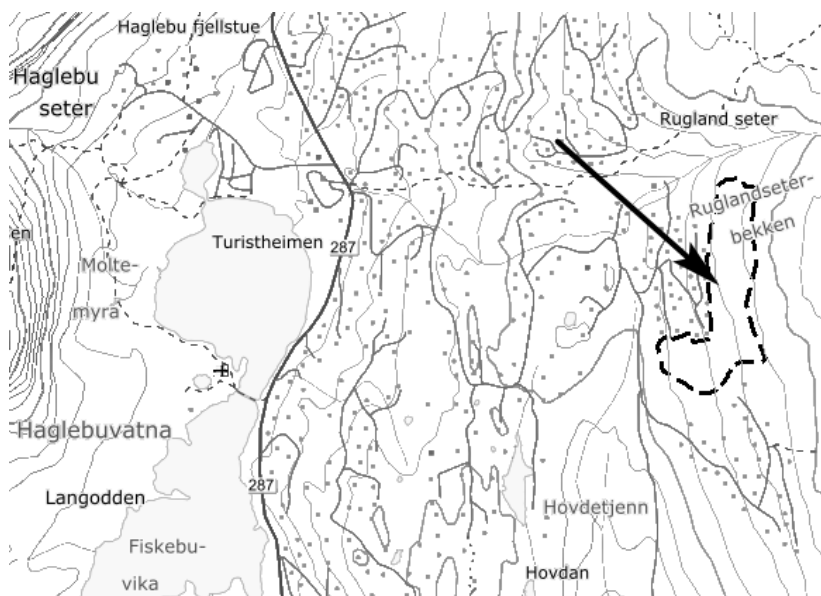 Haglebu fjellstue
Haglebu
seter
Rugland seter
Ruglandseter-
bekken
en
Turistheimen
287
Molte-
myra
Haglebuvatna
Langodden
287
Hovdetjenn
Fiskebu-
vika
Hovdan